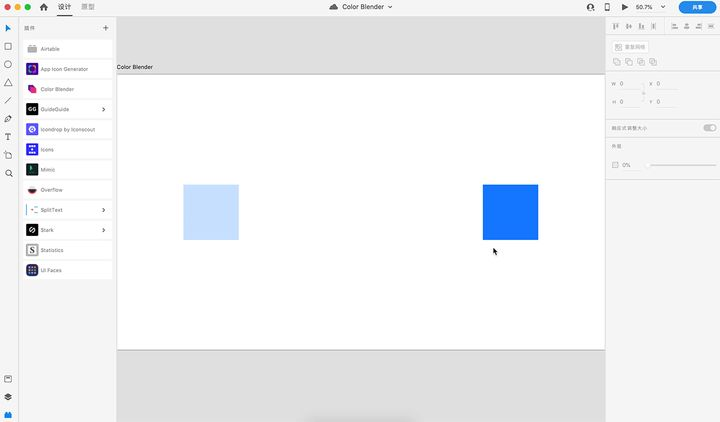 设计
原型
Color Blender
50.7%
共享
插件
Airtable
App Icon Generator
Color Blender
GG
GuideGuide
Icondrop by Iconscout
Icons
Mimic
Overflow
SplitText
Stark
S
Statistics
UI Faces
Color Blender
T
重复网格
W
0
X
0
H
0
Y
0
响应式调整大小
外观
0%